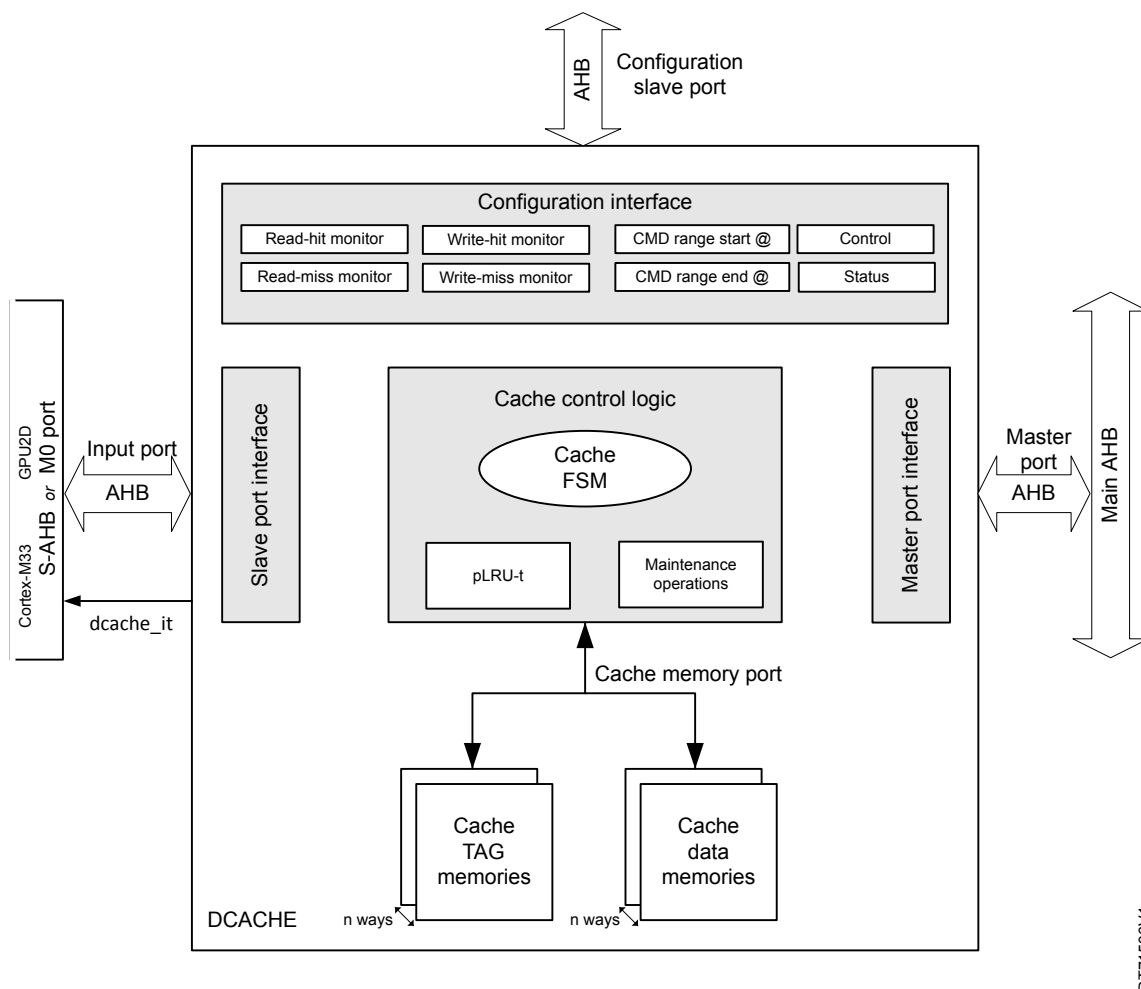 AHB
Configuration
slave port
Configuration interface
Read-hit monitor
Write-hit monitor
CMD range start @
Control
Read-miss monitor
Write-miss monitor
CMD range end @
Status
Cortex-M33 GPU2D
S-AHB or M0 port
Input port
AHB
dcache_it
Slave port interface
Cache control logic
Cache
FSM
pLRU-t
Maintenance
operations
Master port interface
Master
port
AHB
Main AHB
Cache memory port
Cache
TAG
memories
n ways
Cache
data
memories
n ways
DCACHE